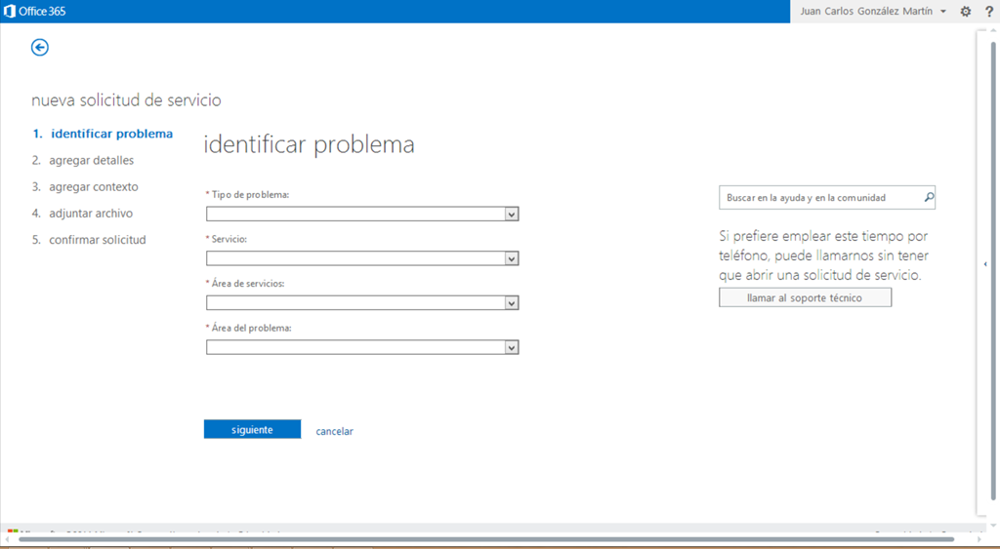 Office 365
Juan Carlos González Martín
?
nueva solicitud de servicio
1. identificar problema
2. agregar detalles
3. agregar contexto
4. adjuntar archivo
5. confirmar solicitud
identificar problema
* Tipo de problema:
* Servicio:
* Área de servicios:
* Área del problema:
siguiente
cancelar
Buscar en la ayuda y en la comunidad
Si prefiere emplear este tiempo por
teléfono, puede llamarnos sin tener
que abrir una solicitud de servicio.
llamar al soporte técnico